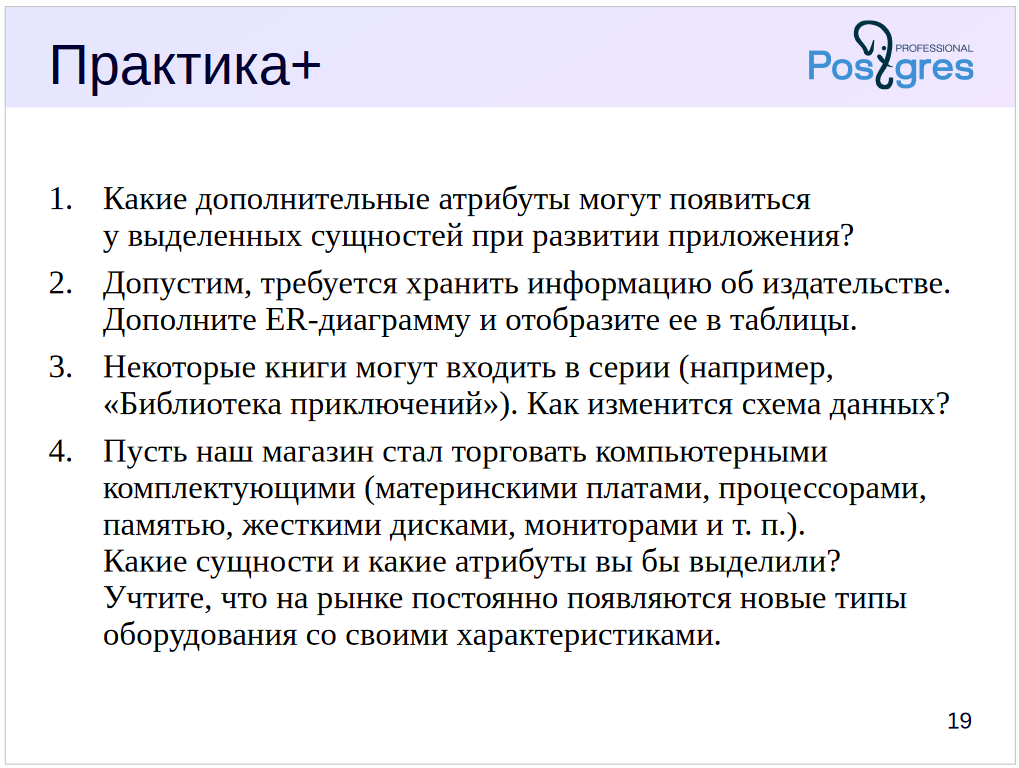 Практика+
PROFESSIONAL
Postgres
1. Какие дополнительные атрибуты могут появиться
у выделенных сущностей при развитии приложения?
2. Допустим, требуется хранить информацию об издательстве.
Дополните ER-диаграмму и отобразите ее в таблицы.
3. Некоторые книги могут входить в серии (например,
«Библиотека приключений»). Как изменится схема данных?
4. Пусть наш магазин стал торговать компьютерными
комплектующими (материнскими платами, процессорами,
памятью, жесткими дисками, мониторами и т. п.).
Какие сущности и какие атрибуты вы бы выделили?
Учтите, что на рынке постоянно появляются новые типы
оборудования со своими характеристиками.
19